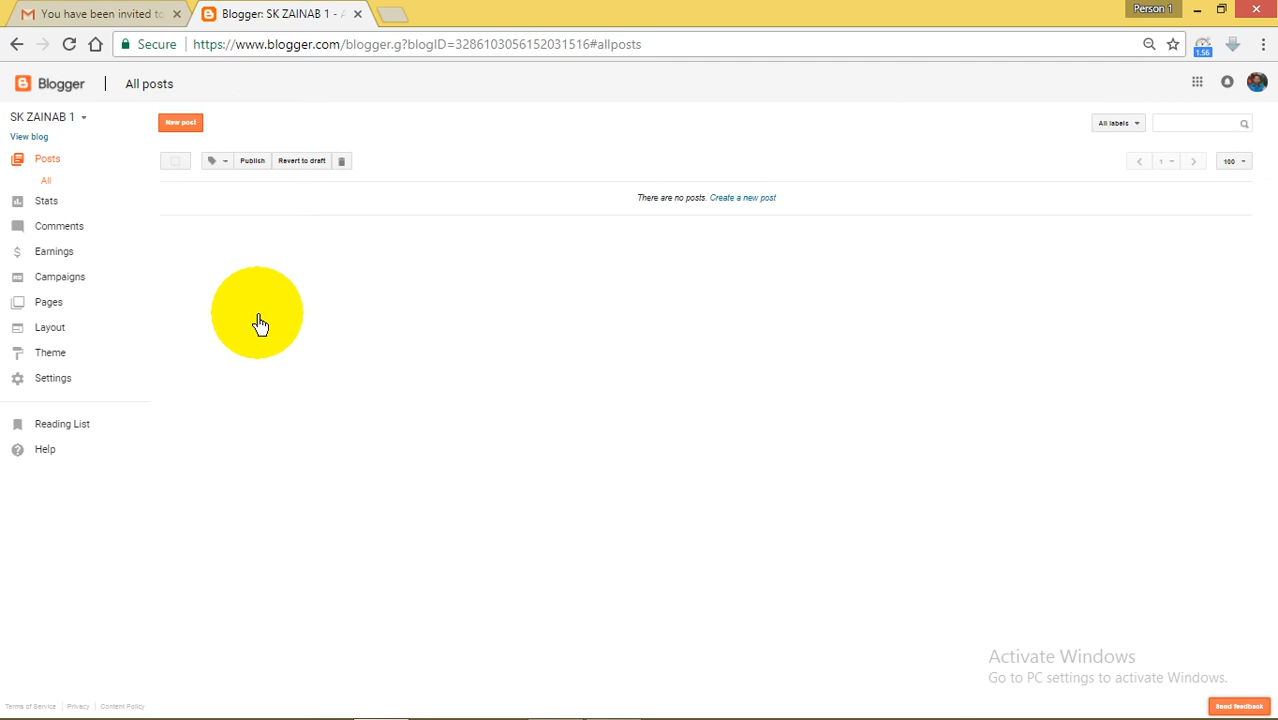 You have been invited to
Blogger: SK ZAINAB 1 - A
Person 1
Secure
https://www.blogger.com/blogger.g?blogID=3286103056152031516#allposts
1.56
Blogger
All posts
SK ZAINAB 1
New post
All labels
View blog
Posts
Publish
Revert to draft
1
100
All
There are no posts. Create a new post
Stats
Comments
Earnings
Campaigns
Pages
Layout
Theme
Settings
Reading List
Help
Activate Windows
Go to PC settings to activate Windows.
Terms of Service
Privacy
Content Policy
Send feedback